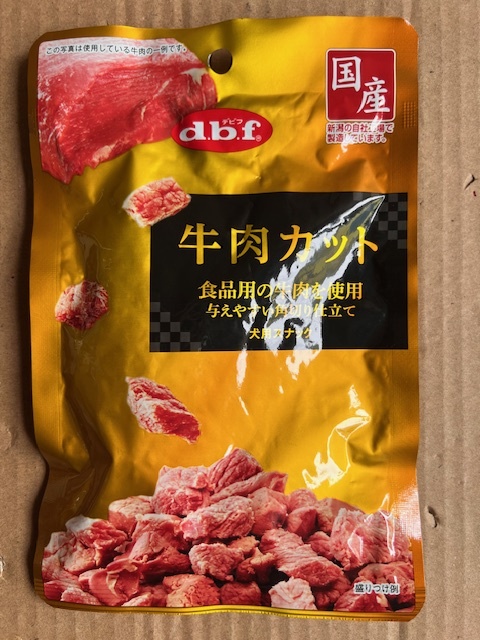 この写真は使用している牛肉の一例です。
国産
新潟の自社工場で
製造しています。
デビフ
d.b.f®
牛肉カット
食品用の牛肉を使用
与えやすい角切り仕立て
犬用スナック
盛りつけ例